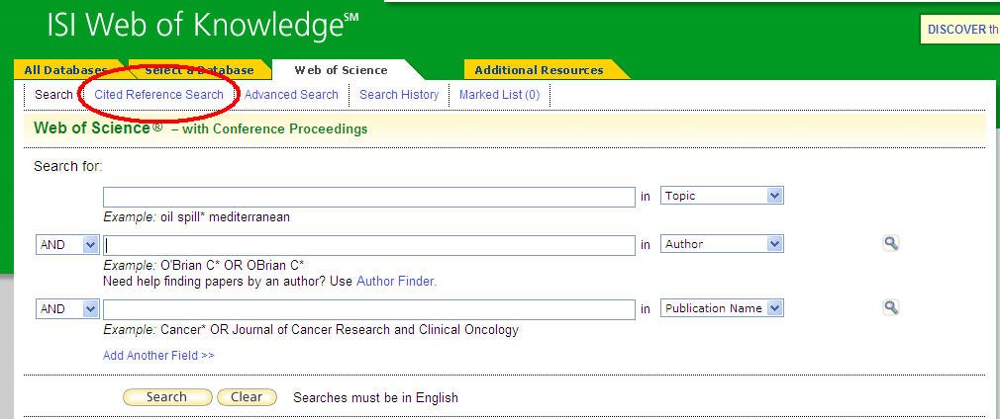 ISI Web of Knowledge℠
DISCOVER th
All Databases Select a Database Web of Science Additional Resources
Search Cited Reference Search Advanced Search Search History Marked List (0)
Web of Science® – with Conference Proceedings
Search for:
in Topic
Example: oil spill* mediterranean
AND in Author
Example: O'Brian C* OR OBrian C*
Need help finding papers by an author? Use Author Finder.
AND in Publication Name
Example: Cancer* OR Journal of Cancer Research and Clinical Oncology
Add Another Field >>
Search Clear Searches must be in English